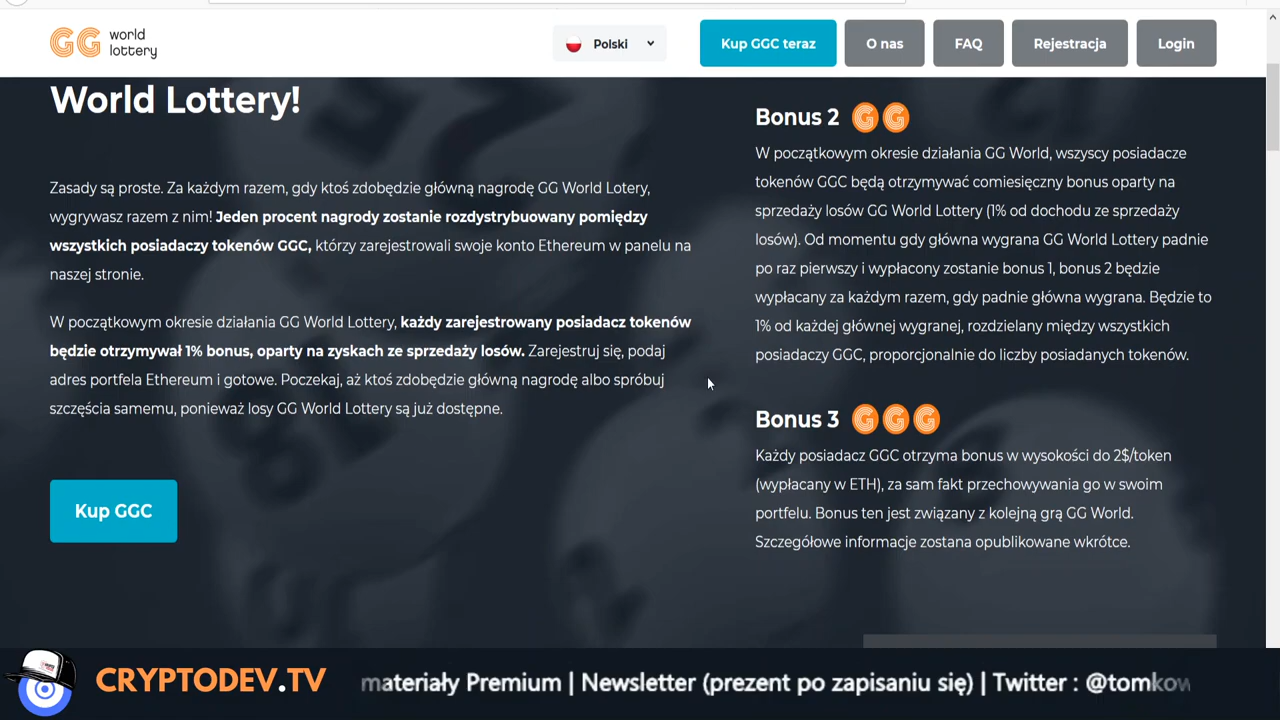 GG world
lottery
Polski
Kup GGC teraz
O nas
FAQ
Rejestracja
Login
World Lottery!
Zasady są proste. Za każdym razem, gdy ktoś zdobędzie główną nagrodę GG World Lotery,
wygrywasz razem z nim! Jeden procent nagrody zostanie rozdystrybuowany pomiędzy
wszystkich posiadaczy tokenów GGC, którzy zarejestrowali swoje konto Ethereum w panelu na
naszej stronie.
W początkowym okresie działania GG World Lottery, każdy zarejestrowany posiadacz tokenów
będzie otrzymywał 1% bonus, oparty na zyskach ze sprzedaży losów. Zarejestruj się, podaj
adres portfela Ethereum i gotowe. Poczekaj, aż ktoś zdobędzie główną nagrodę albo spróbuj
szczęścia samemu, ponieważ losy GG World Lottery są już dostępne.
Kup GGC
Bonus 2 GG
W początkowym okresie działania GG World, wszyscy posiadacze
tokenów GGC będą otrzymywać comiesięczny bonus oparty na
sprzedaży losów GG World Lottery (1% od dochodu ze sprzedaży
losów). Od momentu gdy główna wygrana GG World Lottery padnie
po raz pierwszy i wypłacony zostanie bonus 1, bonus 2 będzie
wypłacany za każdym razem, gdy padnie główna wygrana. Będzie to
1% od każdej głównej wygranej, rozdzielany między wszystkich
posiadaczy GGC, proporcjonalnie do liczby posiadanych tokenów.
Bonus 3 GGG
Każdy posiadacz GGC otrzyma bonus w wysokości do 2$/token
(wypłacany w ETH), za sam fakt przechowywania go w swoim
portfelu. Bonus ten jest związany z kolejną grą GG World.
Szczegółowe informacje zostana opublikowane wkrótce.
CRYPTODEV.TV
materiały Premium | Newsletter (prezent po zapisaniu się) | Twitter : @tomkow